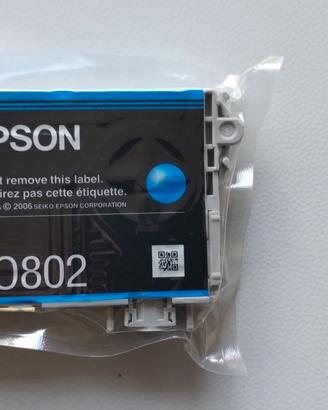 PSON
t remove this label.
irez pas cette étiquette.
© 2006 SEIKO EPSON CORPORATION
0802